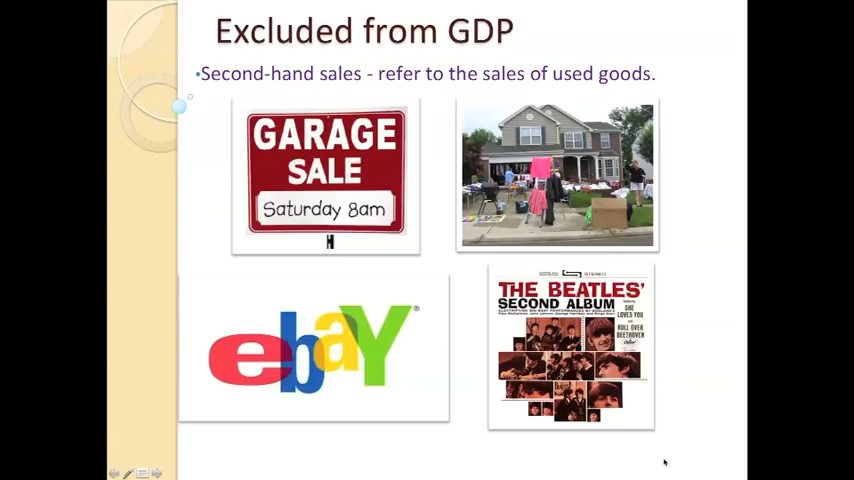 Excluded from GDP
•Second-hand sales - refer to the sales of used goods.
GARAGE
SALE
Saturday 8am
ebay®
STEREO
THE BEATLES'
SECOND ALBUM
SHE
LOVES YOU
ROLL OVER
BEETHOVEN